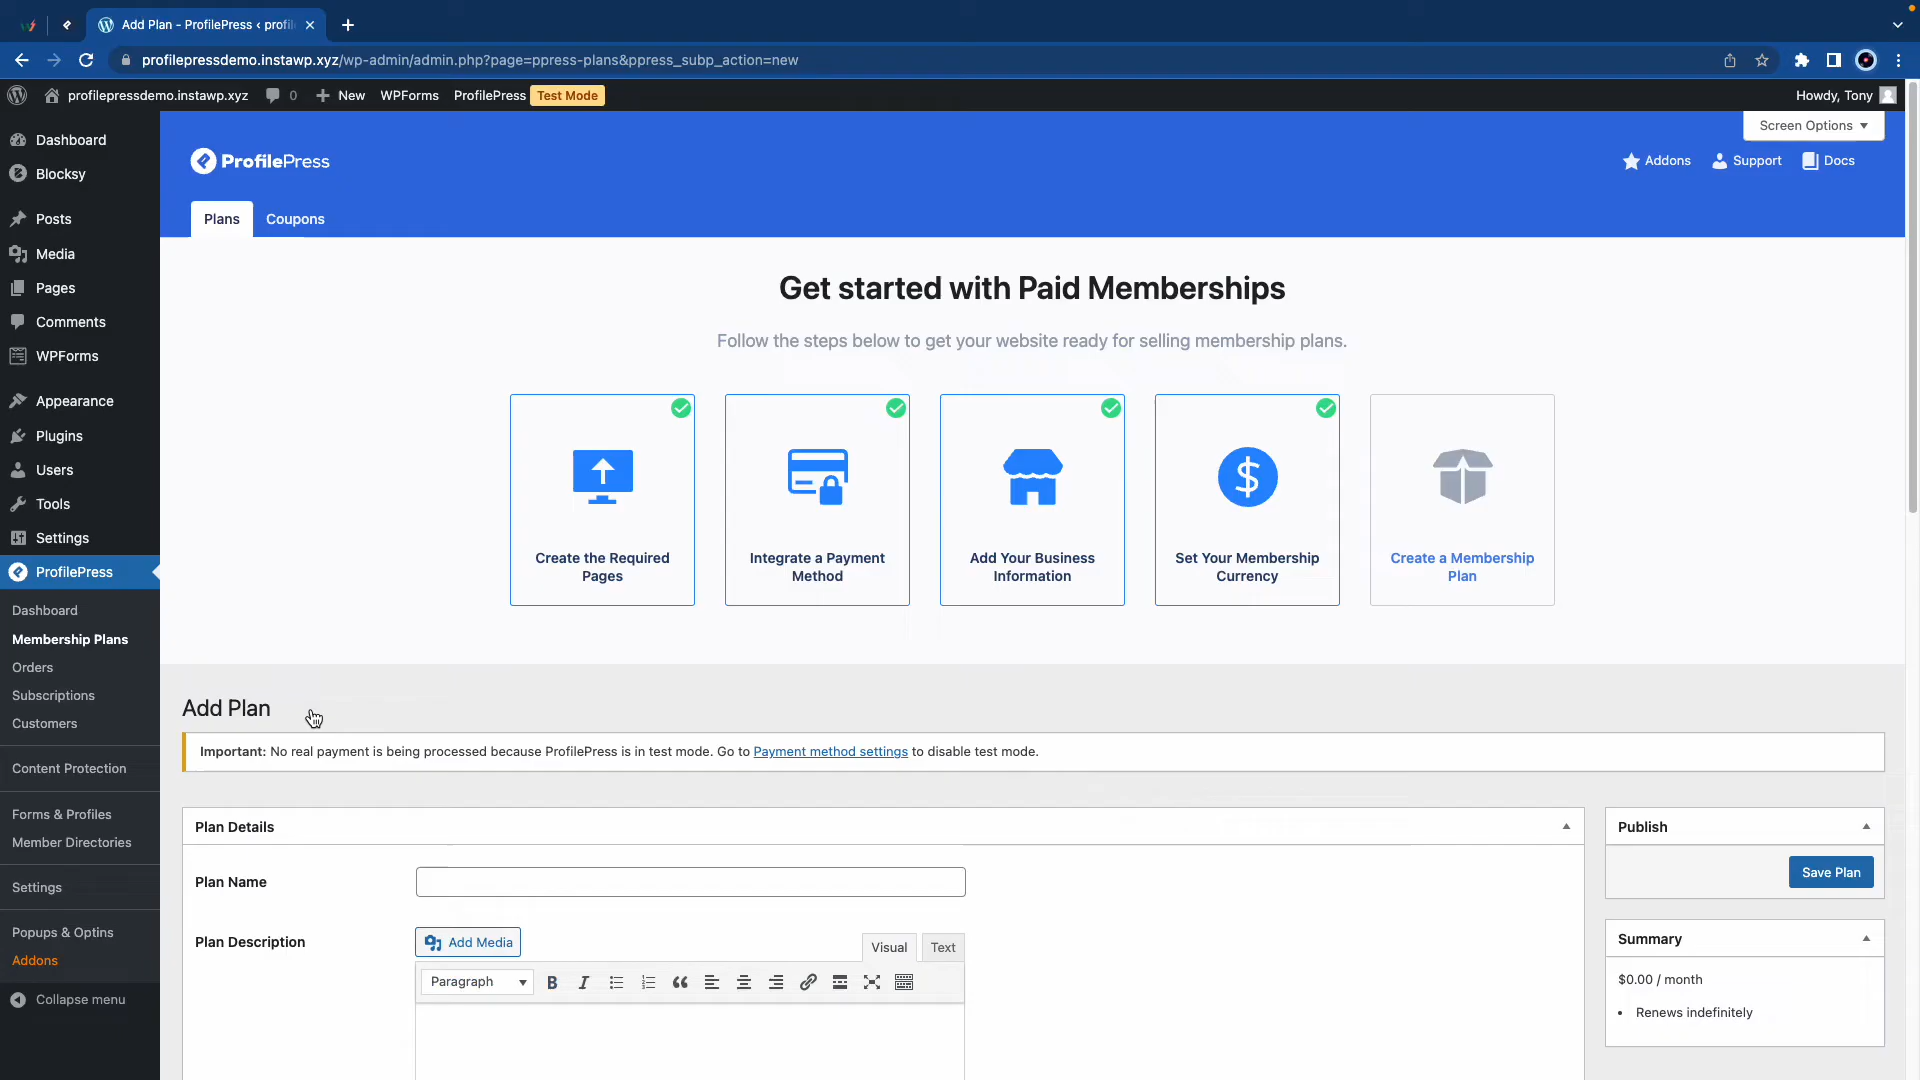 Add Plan - ProfilePress ‹ profil
profilepressdemo.instawp.xyz/wp-admin/admin.php?page=ppress-plans&ppress_subp_action=new
profilepressdemo.instawp.xyz
0
New
WPForms
ProfilePress
Test Mode
Howdy, Tony
Screen Options
Dashboard
Blocksy
Posts
Media
Pages
Comments
WPForms
Appearance
Plugins
Users
Tools
Settings
ProfilePress
Dashboard
Membership Plans
Orders
Subscriptions
Customers
Content Protection
Forms & Profiles
Member Directories
Settings
Popups & Optins
Addons
Collapse menu
ProfilePress
Addons
Support
Docs
Plans
Coupons
Get started with Paid Memberships
Follow the steps below to get your website ready for selling membership plans.
Create the Required
Pages
Integrate a Payment
Method
Add Your Business
Information
Set Your Membership
Currency
Create a Membership
Plan
Add Plan
Important: No real payment is being processed because ProfilePress is in test mode. Go to Payment method settings to disable test mode.
Plan Details
Plan Name
Plan Description
Add Media
Visual
Text
Paragraph
Publish
Save Plan
Summary
$0.00 / month
• Renews indefinitely